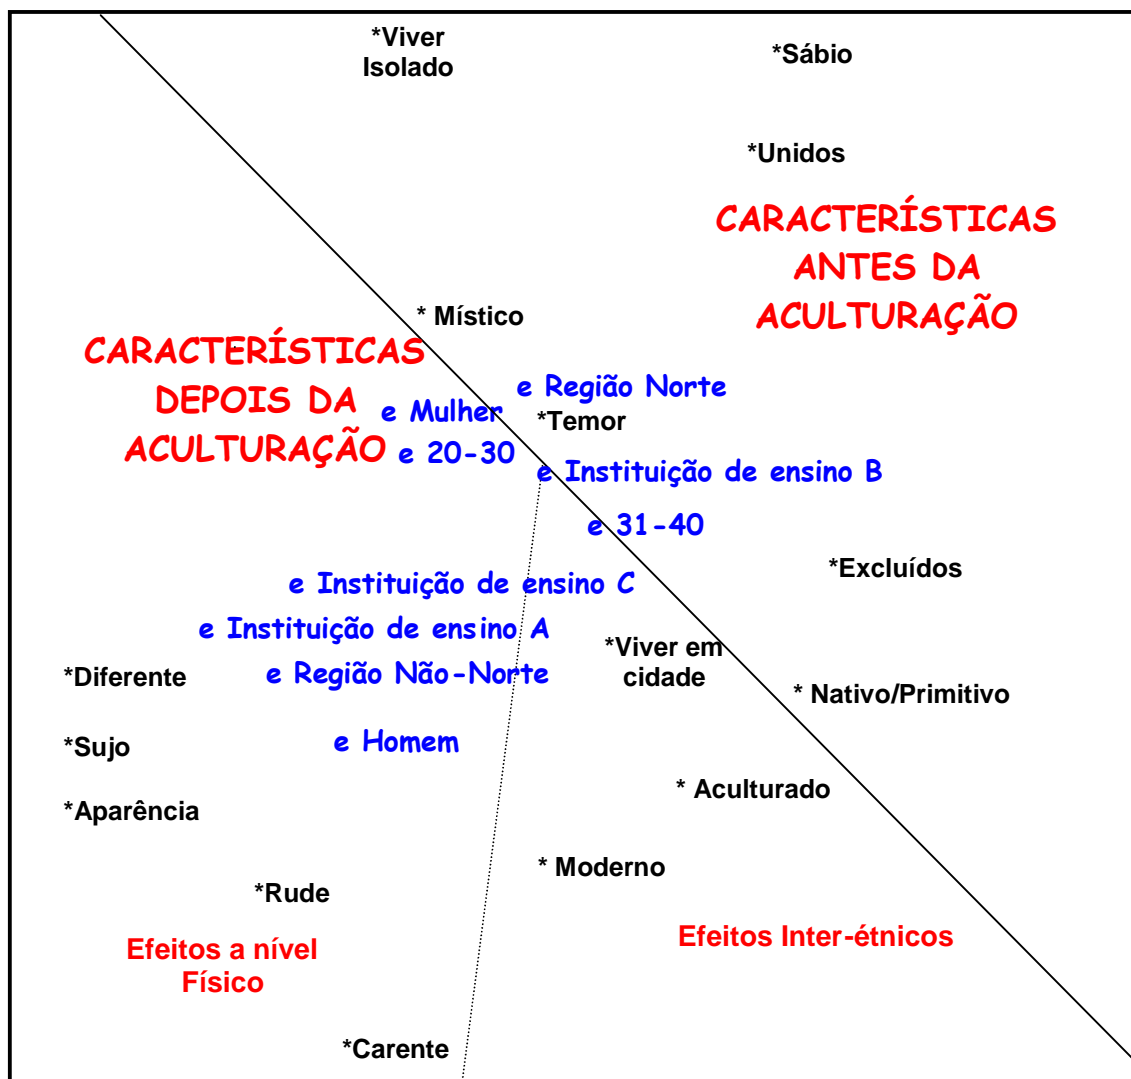 *Viver
Isolado
*Sábio
*Unidos
CARACTERÍSTICAS
ANTES DA
ACULTURAÇÃO
* Místico
CARACTERÍSTICAS
DEPOIS DA
ACULTURAÇÃO
e Região Norte
e Mulher
*Temor
e 20-30
e Instituição de ensino B
e 31-40
*Excluídos
e Instituição de ensino C
e Instituição de ensino A
*Viver em
cidade
*Diferente
e Região Não-Norte
* Nativo/Primitivo
*Sujo
e Homem
* Aculturado
*Aparência
* Moderno
*Rude
Efeitos a nível
Físico
Efeitos Inter-étnicos
*Carente